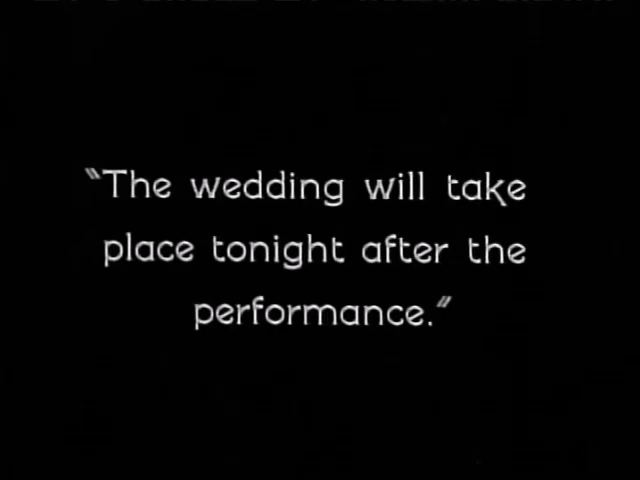 "The wedding will take
place tonight after the
performance."